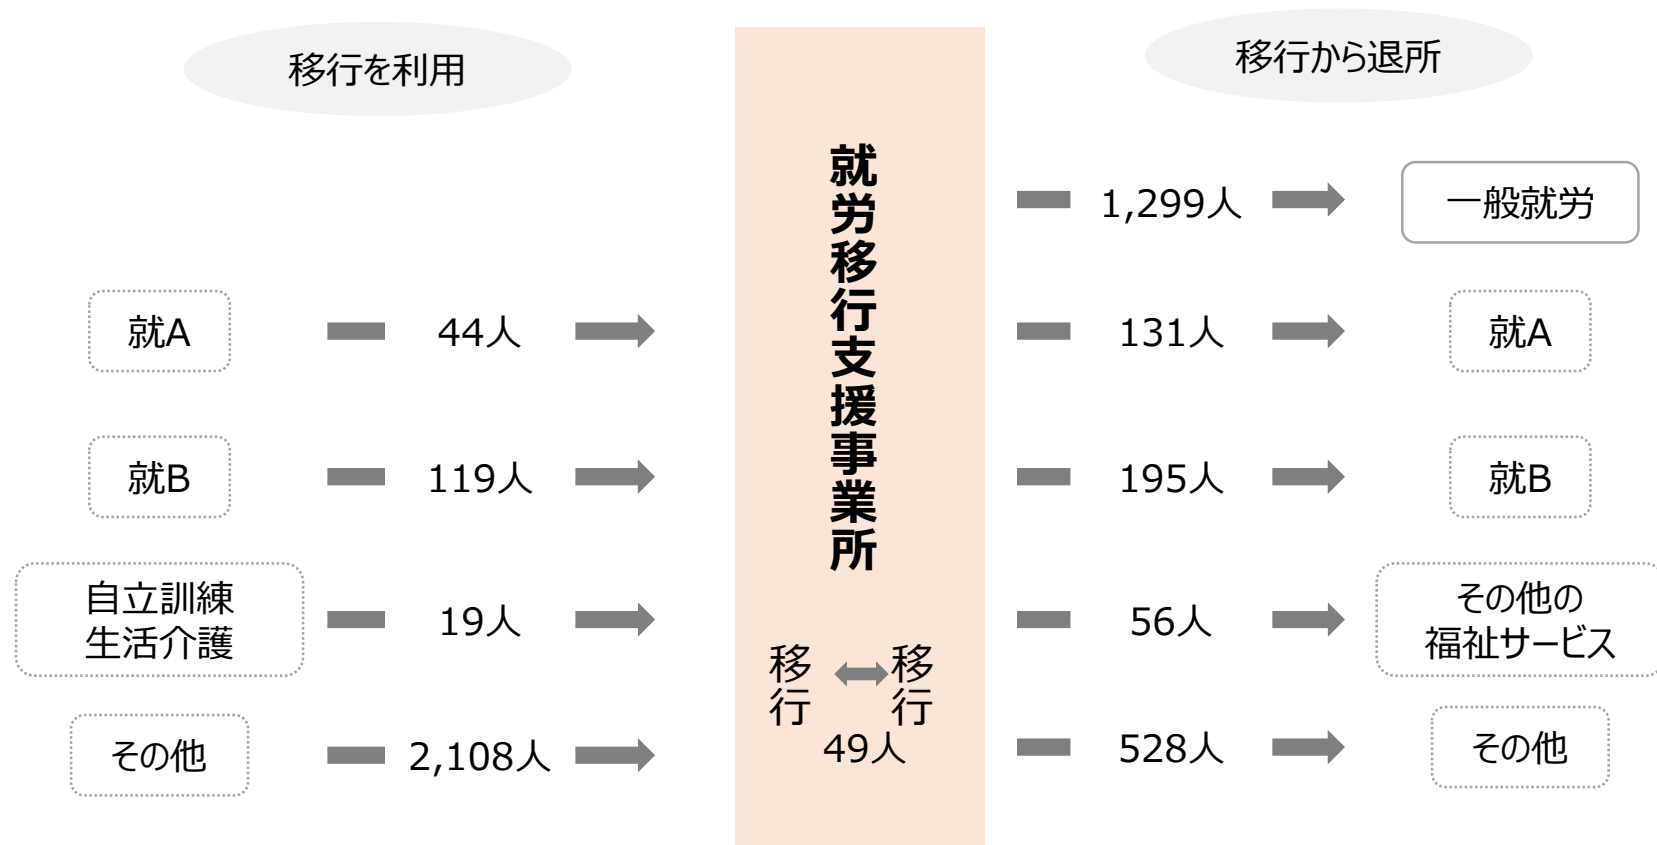 移行を利用
就A
44人
就B
119人
自立訓練
生活介護
19人
その他
2,108人
就労移行支援事業所
移行
移行
49人
移行から退所
1,299人
一般就労
131人
就A
195人
就B
56人
その他の
福祉サービス
528人
その他